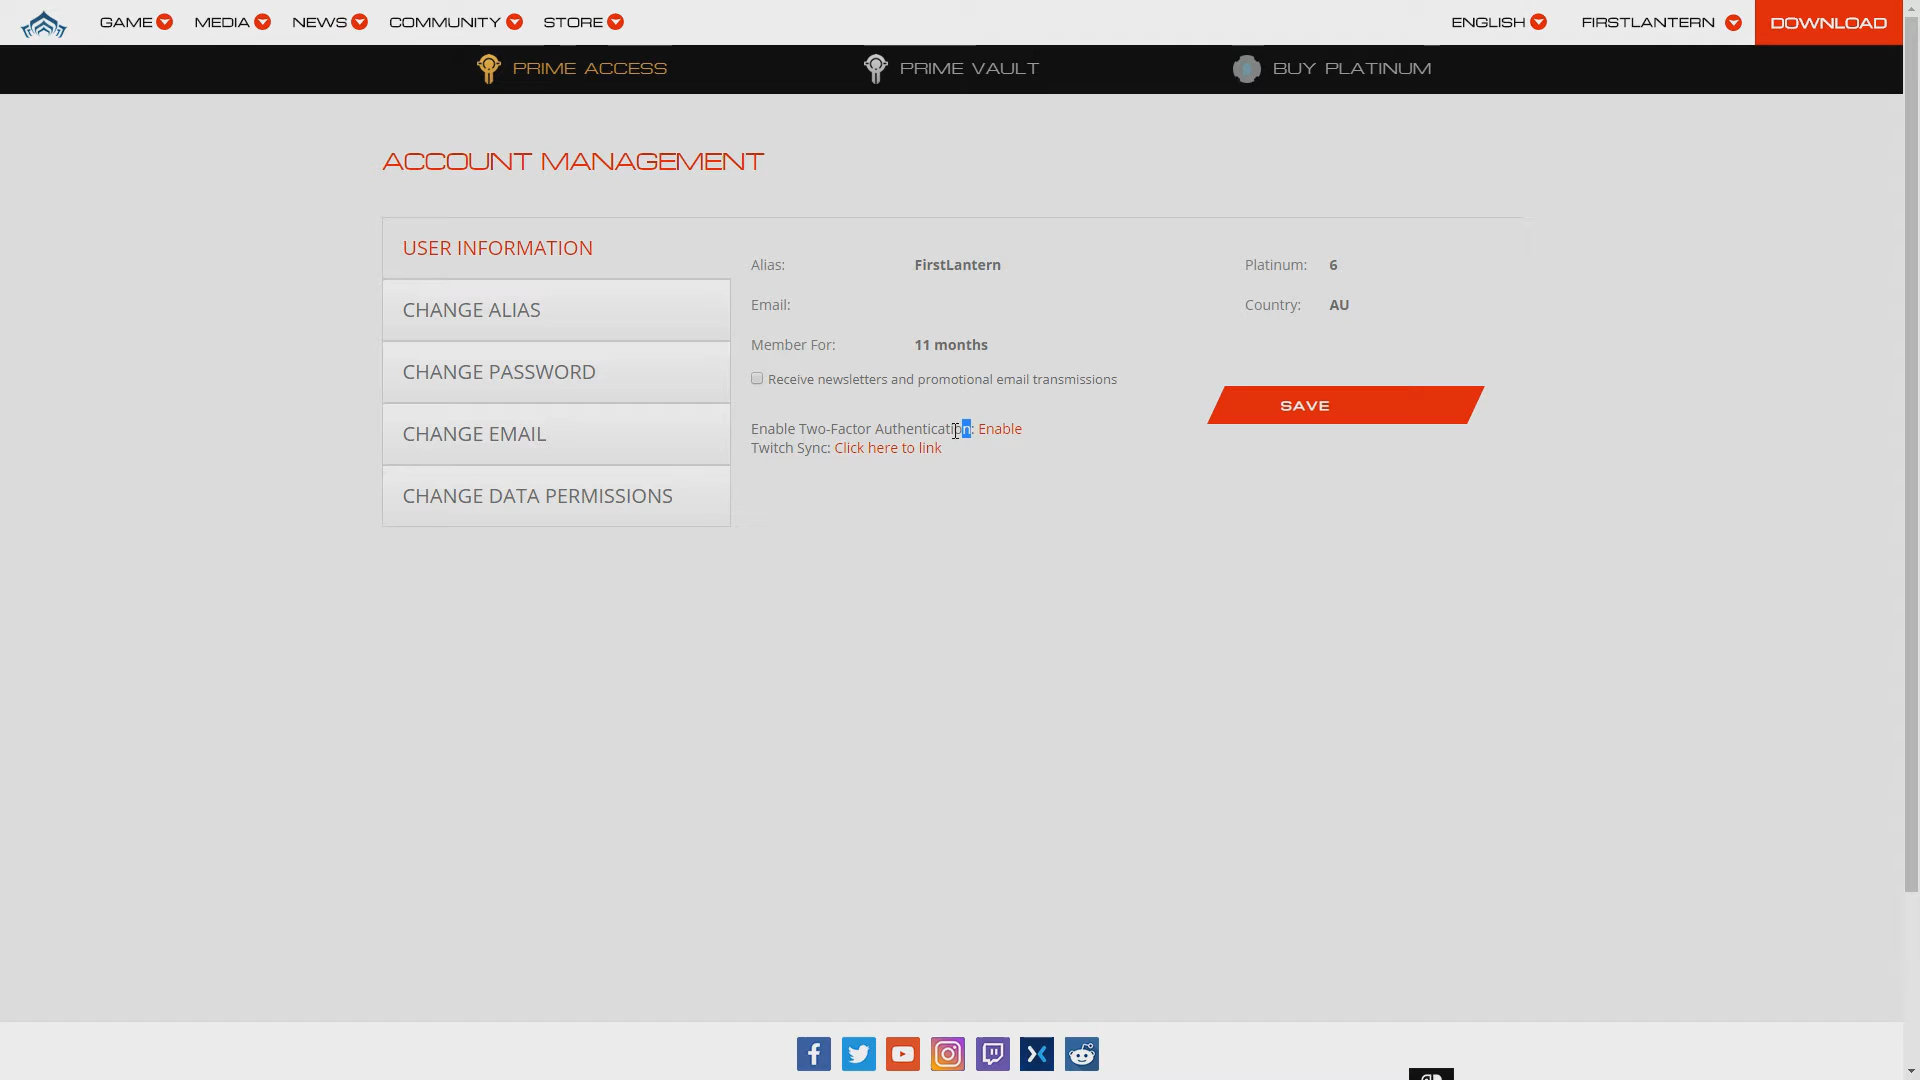 GAME MEDIA NEWS COMMUNITY STORE ENGLISH FIRSTLANTERN DOWNLOAD
PRIME ACCESS PRIME VAULT BUY PLATINUM
ACCOUNT MANAGEMENT
USER INFORMATION
CHANGE ALIAS
CHANGE PASSWORD
CHANGE EMAIL
CHANGE DATA PERMISSIONS
Alias: FirstLantern Platinum: 6
Email: Country: AU
Member For: 11 months
Receive newsletters and promotional email transmissions
SAVE
Enable Two-Factor Authentication: Enable
Twitch Sync: Click here to link